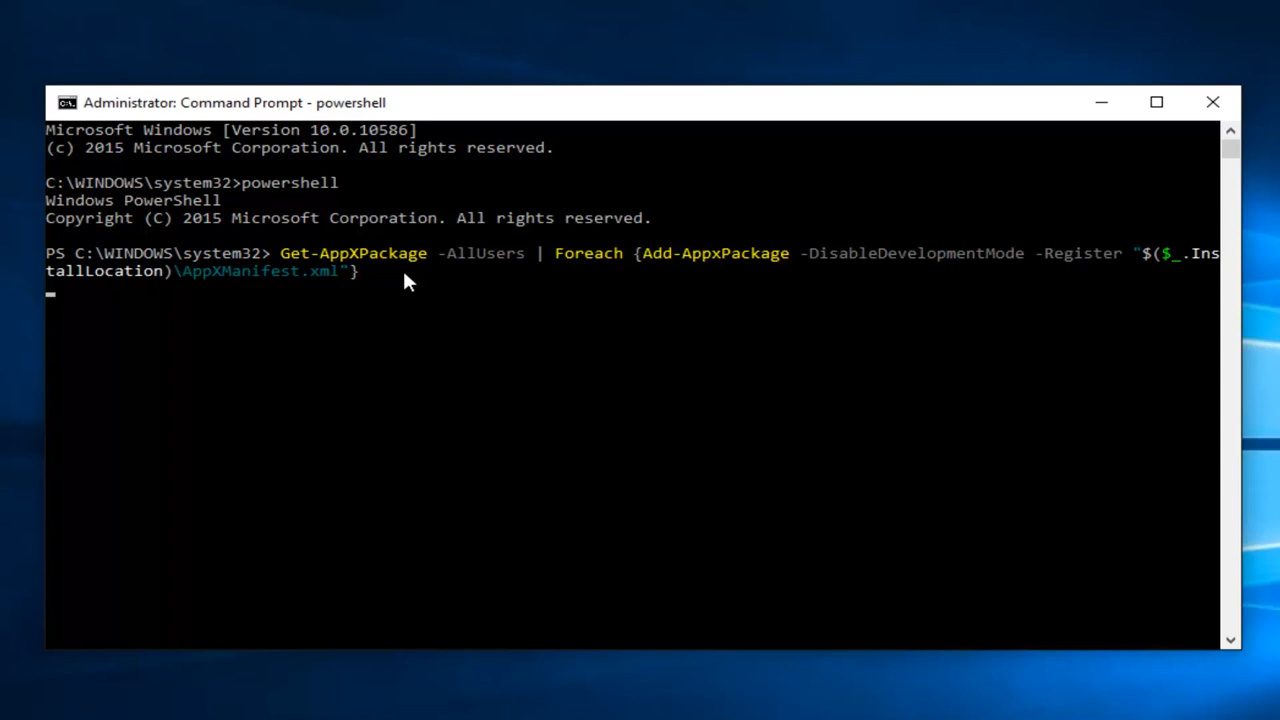 Administrator: Command Prompt - powershell
Microsoft Windows [Version 10.0.10586]
(c) 2015 Microsoft Corporation. All rights reserved.
C:\WINDOWS\system32>powershell
Windows PowerShell
Copyright (C) 2015 Microsoft Corporation. All rights reserved.
PS C:\WINDOWS\system32> Get-AppXPackage -AllUsers | Foreach {Add-AppxPackage -DisableDevelopmentMode -Register "$($_.Ins
tallLocation)\AppXManifest.xml"}